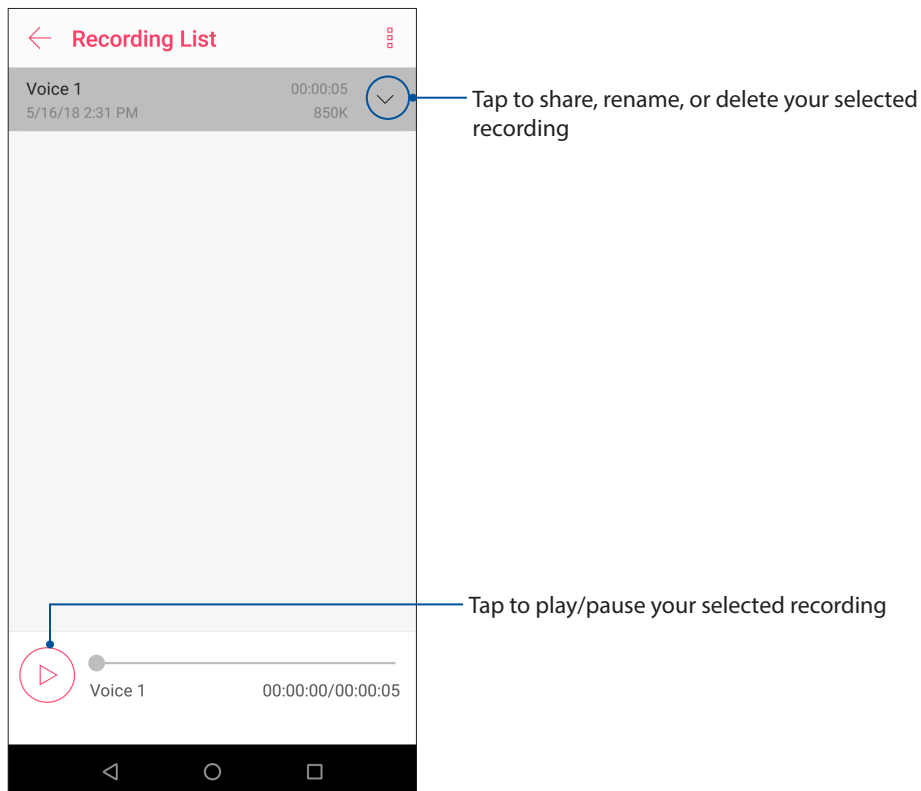 Recording List
Voice 1
00:00:05
5/16/18 2:31 PM
850K
Tap to share, rename, or delete your selected
recording
Tap to play/pause your selected recording
Voice 1
00:00:00/00:00:05